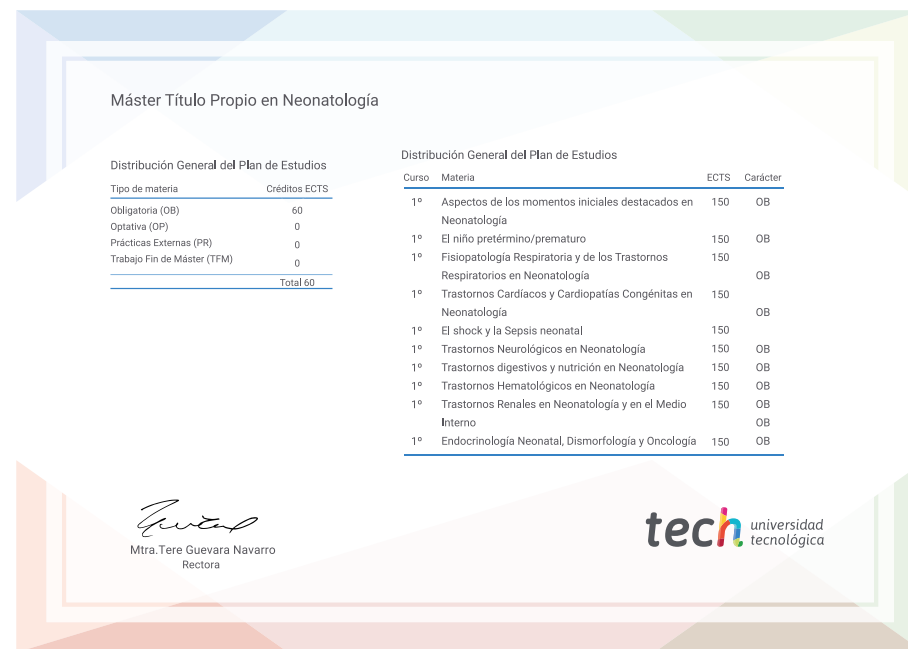 Máster Título Propio en Neonatología
Distribución General del Plan de Estudios
Tipo de materia Créditos ECTS
Obligatoria (OB) 60
Optativa (OP) 0
Prácticas Externas (PR) 0
Trabajo Fin de Máster (TFM) 0
Total 60
Distribución General del Plan de Estudios
Curso Materia ECTS Carácter
1º Aspectos de los momentos iniciales destacados en 150 OB
Neonatología
1º El niño pretérmino/prematuro 150 OB
1º Fisiopatología Respiratoria y de los Trastornos 150
Respiratorios en Neonatología OB
1º Trastornos Cardíacos y Cardiopatías Congénitas en 150
Neonatología OB
1º El shock y la Sepsis neonatal 150
1º Trastornos Neurológicos en Neonatología 150 OB
1º Trastornos digestivos y nutrición en Neonatología 150 OB
1º Trastornos Hematológicos en Neonatología 150 OB
1º Trastornos Renales en Neonatología y en el Medio 150 OB
Interno OB
1º Endocrinología Neonatal, Dismorfología y Oncología 150 OB
Mtra.Tere Guevara Navarro
Rectora
tech universidad
tecnológica